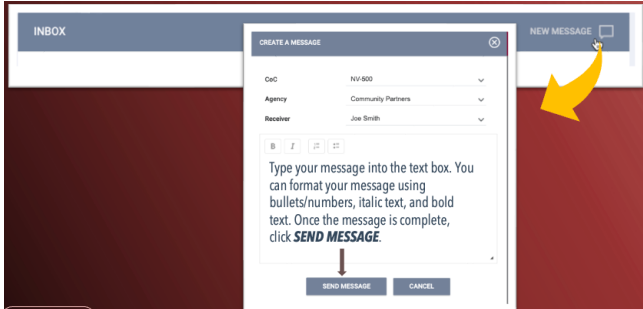 INBOX
NEW MESSAGE
CREATE A MESSAGE
CoC NV-500
Agency Community Partners
Receiver Joe Smith
B I
Type your message into the text box. You
can format your message using
bullets/numbers, italic text, and bold
text. Once the message is complete,
click SEND MESSAGE.
SEND MESSAGE CANCEL